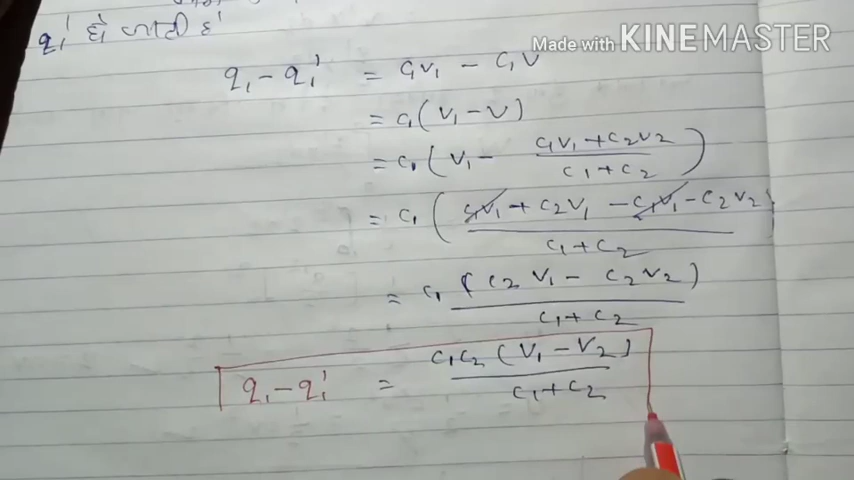 Made with KINEMASTER
q₁' 
q₁ - q₁' = C₁V₁ - C₁V
= C₁(V₁ - V)
= C₁(V₁ - (C₁V₁ + C₂V₂)/(C₁ + C₂))
= C₁((C₁V₁ + C₂V₁ - C₁V₁ - C₂V₂)/(C₁ + C₂))
= C₁(C₂V₁ - C₂V₂)/(C₁ + C₂)
q₁ - q₁' = C₁C₂(V₁ - V₂)/(C₁ + C₂)